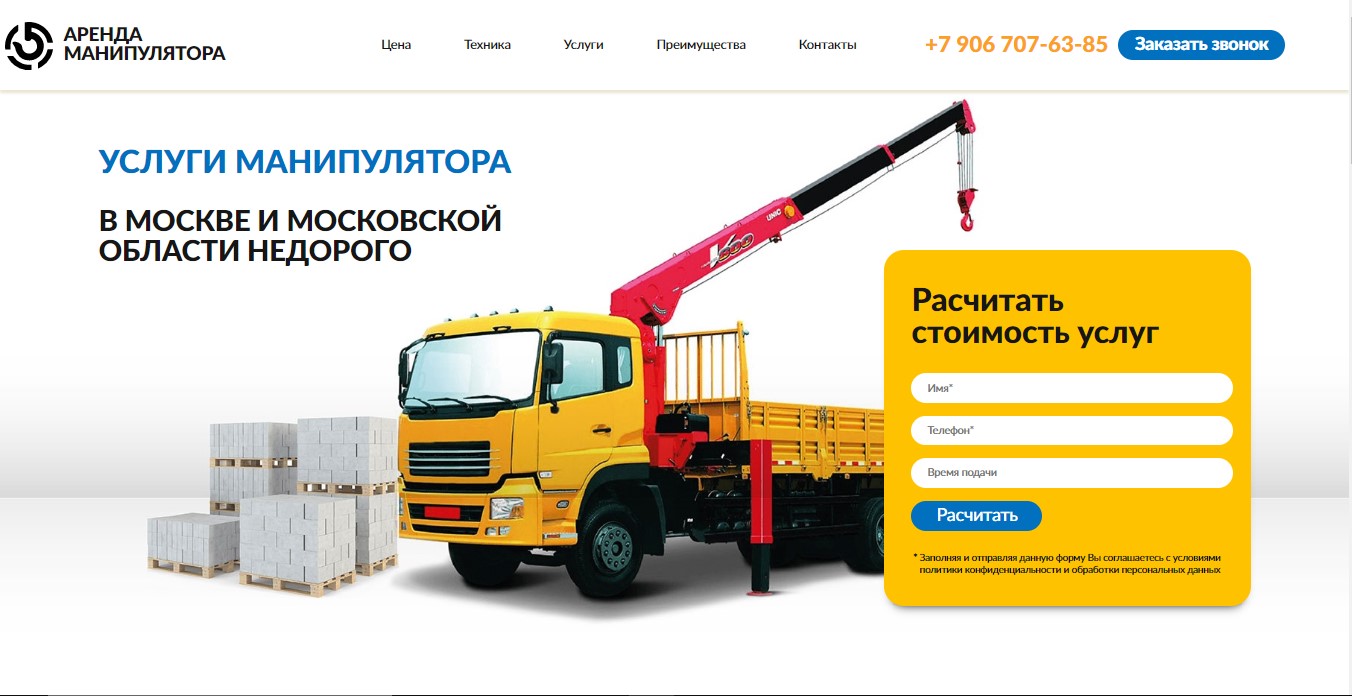 АРЕНДА
МАНИПУЛЯТОРА
Цена
Техника
Услуги
Преимущества
Контакты
+7 906 707-63-85
Заказать звонок
УСЛУГИ МАНИПУЛЯТОРА
В МОСКВЕ И МОСКОВСКОЙ
ОБЛАСТИ НЕДОРОГО
UNIC
V500
Расчитать
стоимость услуг
Имя*
Телефон*
Время подачи
Расчитать
* Заполняя и отправляя данную форму Вы соглашаетесь с условиями
политики конфиденциальности и обработки персональных данных